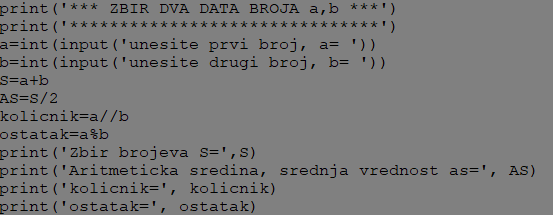 print('*** ZBIR DVA DATA BROJA a,b ***')
print('*******************************')
a=int(input('unesite prvi broj, a= '))
b=int(input('unesite drugi broj, b= '))
S=a+b
AS=S/2
kolicnik=a//b
ostatak=a%b
print('Zbir brojeva S=',S)
print('Aritmeticka sredina, srednja vrednost as=', AS)
print('kolicnik=', kolicnik)
print('ostatak=', ostatak)